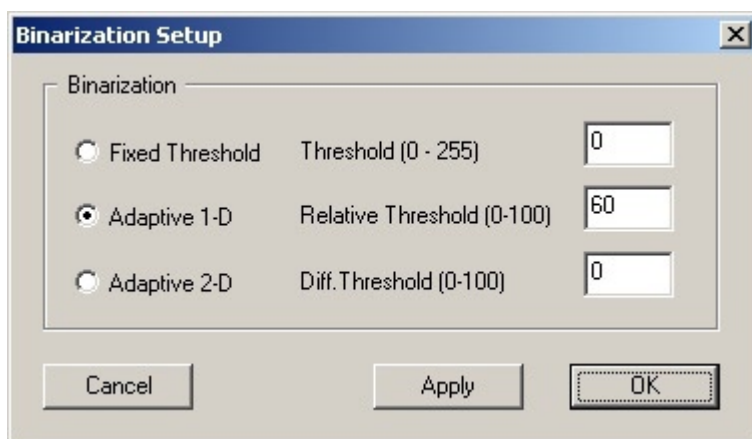 Binarization Setup
Binarization
Fixed Threshold Threshold (0 - 255) 0
Adaptive 1-D Relative Threshold (0-100) 60
Adaptive 2-D Diff.Threshold (0-100) 0
Cancel Apply OK